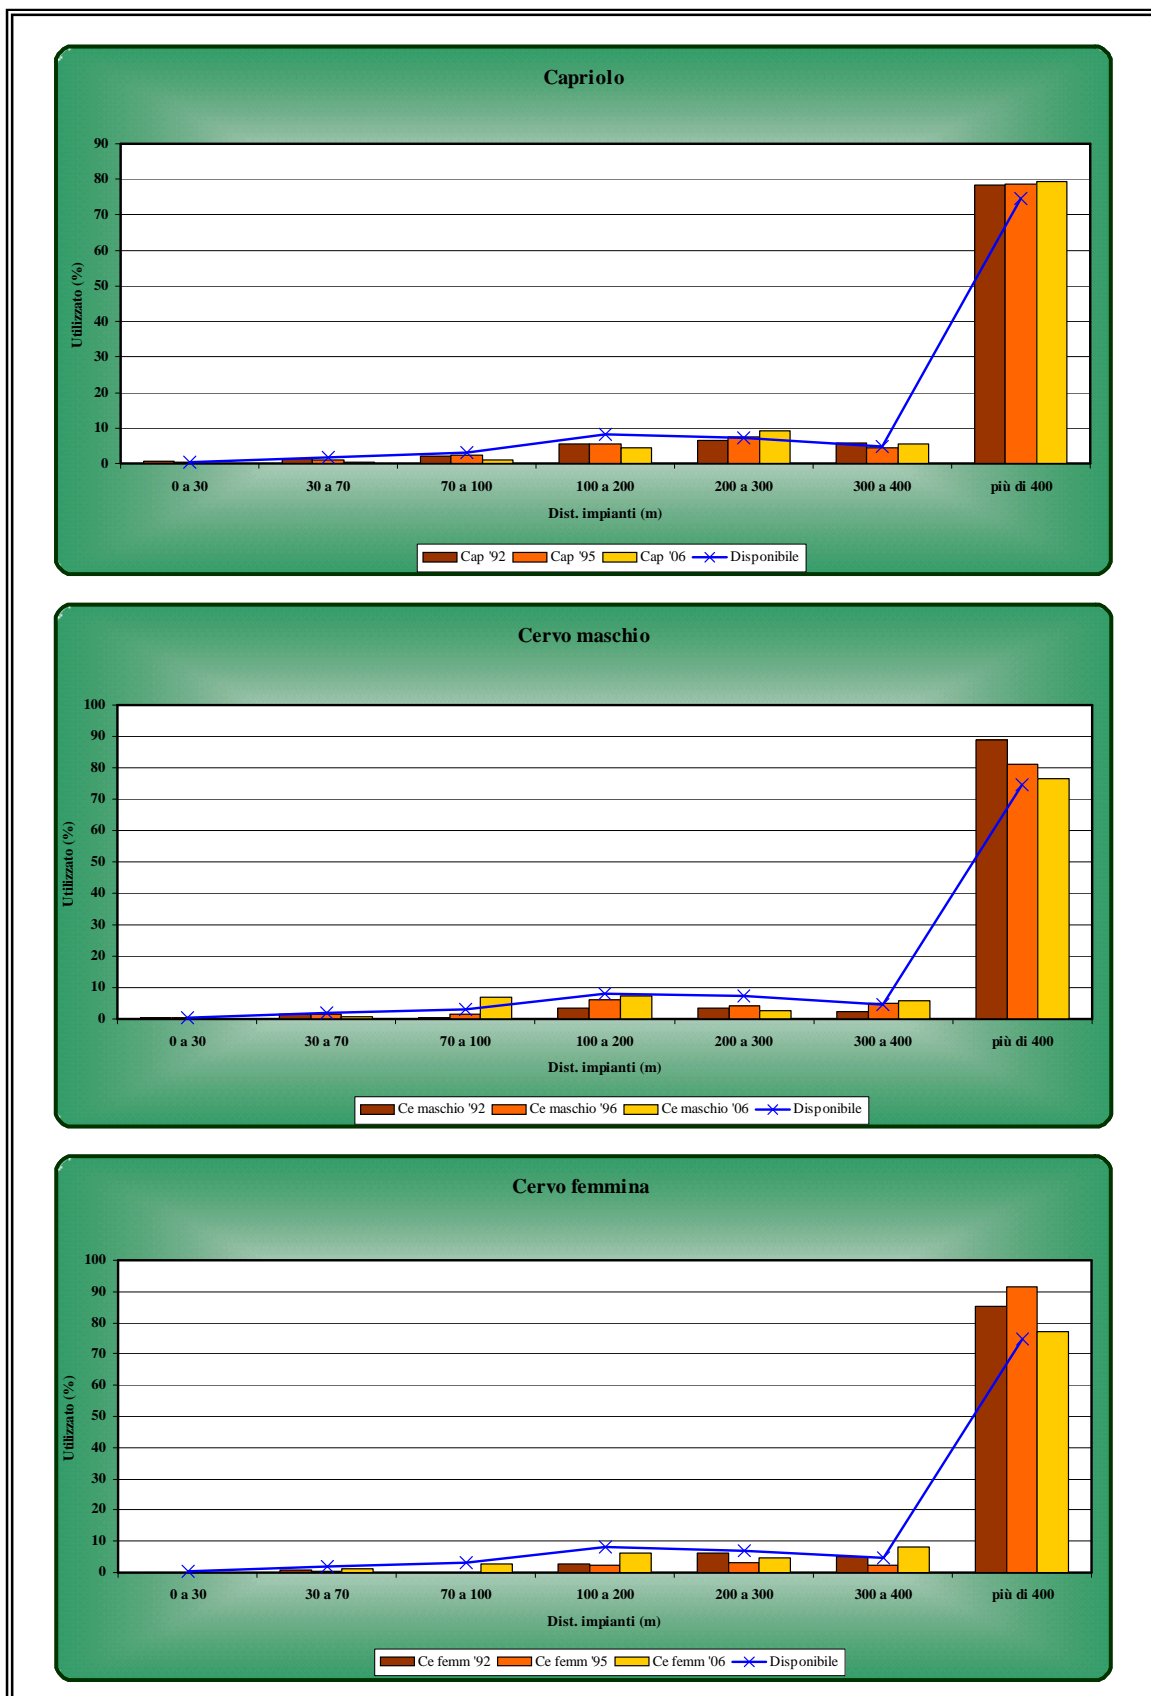 Capriolo
90
80
70
60
50
40
30
20
10
0
Utilizzato (%)
0 a 30 30 a 70 70 a 100 100 a 200 200 a 300 300 a 400 più di 400
Dist. impianti (m)
Cap '92 Cap '95 Cap '06 Disponibile
Cervo maschio
100
90
80
70
60
50
40
30
20
10
0
Utilizzato (%)
0 a 30 30 a 70 70 a 100 100 a 200 200 a 300 300 a 400 più di 400
Dist. impianti (m)
Ce maschio '92 Ce maschio '96 Ce maschio '06 Disponibile
Cervo femmina
100
90
80
70
60
50
40
30
20
10
0
Utilizzato (%)
0 a 30 30 a 70 70 a 100 100 a 200 200 a 300 300 a 400 più di 400
Dist. impianti (m)
Ce femm '92 Ce femm '95 Ce femm '06 Disponibile